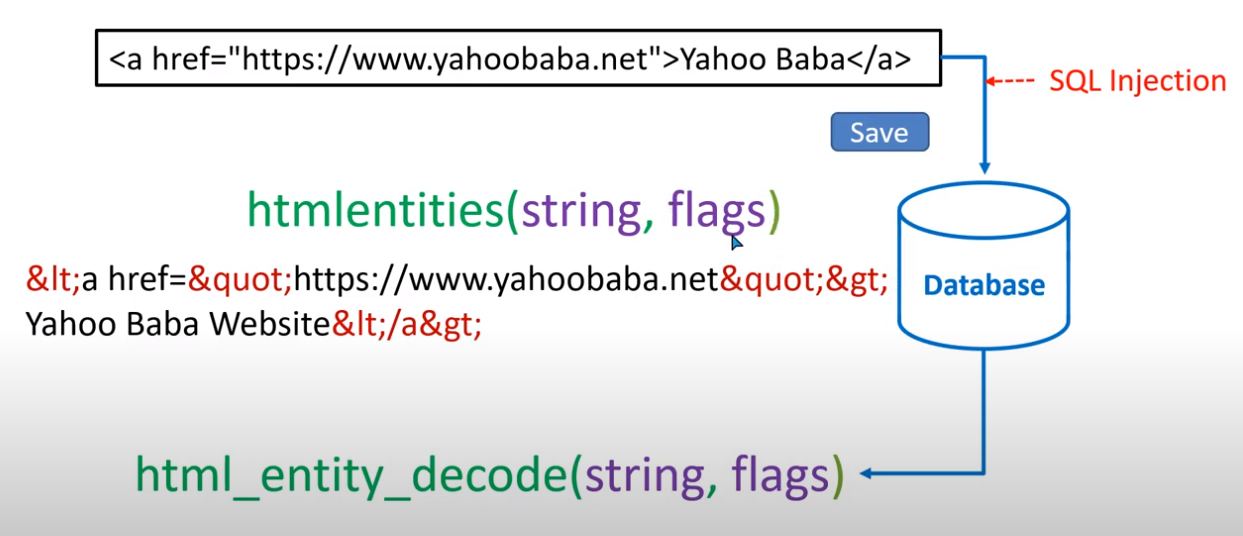 <a href="https://www.yahoobaba.net">Yahoo Baba</a>
SQL Injection
Save
htmlentities(string, flags)
&lt;a href=&quot;https://www.yahoobaba.net&quot;&gt;
Yahoo Baba Website&lt;/a&gt;
Database
html_entity_decode(string, flags)